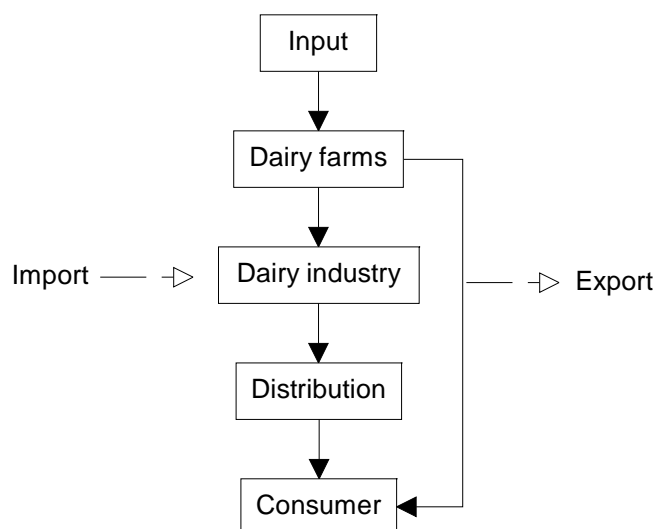 Input
Dairy farms
Import
Dairy industry
Export
Distribution
Consumer